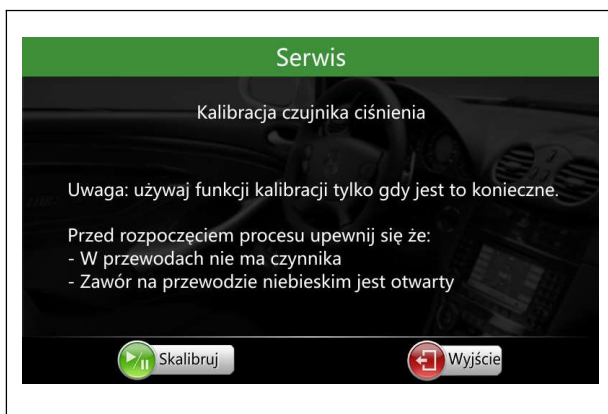 Serwis
Kalibracja czujnika ciśnienia
Uwaga: używaj funkcji kalibracji tylko gdy jest to konieczne.
Przed rozpoczęciem procesu upewnij się że:
- W przewodach nie ma czynnika
- Zawór na przewodzie niebieskim jest otwarty
Skalibruj
Wyjście